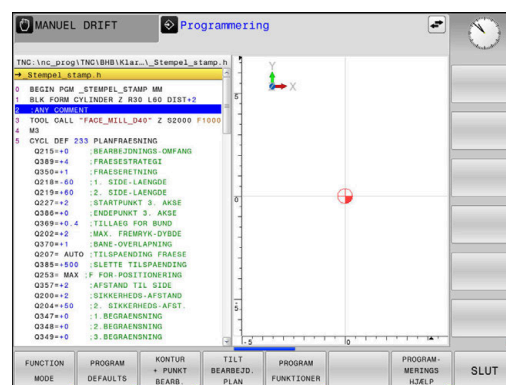 MANUEL DRIFT
Programmering
TNC:\nc_prog\TNC\BHB\Klar…\_Stempel_stamp.h
→_Stempel_stamp.h
0 BEGIN PGM _STEMPEL_STAMP MM
1 BLK FORM CYLINDER Z R30 L60 DIST+2
2 ;ANY COMMENT
3 TOOL CALL "FACE_MILL_D40" Z S2000 F1000
4 M3
5 CYCL DEF 233 PLANFRAESNING
Q215=+0 ;BEARBEJDNINGS-OMFANG
Q389=+4 ;FRAESESTRATEGI
Q350=+1 ;FRAESERETNING
Q218=-60 ;1. SIDE-LAENGDE
Q219=+60 ;2. SIDE-LAENGDE
Q227=+2 ;STARTPUNKT 3. AKSE
Q386=+0 ;ENDEPUNKT 3. AKSE
Q369=+0.4 ;TILLAEG FOR BUND
Q202=+2 ;MAX. FREMRYK-DYBDE
Q370=+1 ;BANE-OVERLAPNING
Q207= AUTO ;TILSPAENDING FRAESE
Q385=+500 ;SLETTE TILSPAENDING
Q253= MAX ;F FOR-POSITIONERING
Q357=+2 ;AFSTAND TIL SIDE
Q200=+2 ;SIKKERHEDS-AFSTAND
Q204=+50 ;2. SIKKERHEDS-AFST.
Q347=+0 ;1.BEGRAENSNING
Q348=+0 ;2.BEGRAENSNING
Q349=+0 ;3.BEGRAENSNING
Y
X
5
0
-5
-5
0
FUNCTION
MODE
PROGRAM
DEFAULTS
KONTUR
+ PUNKT
BEARB.
TILT
BEARBEJD.
PLAN
PROGRAM
FUNKTIONER
PROGRAM-
MERINGS
HJÆLP
SLUT